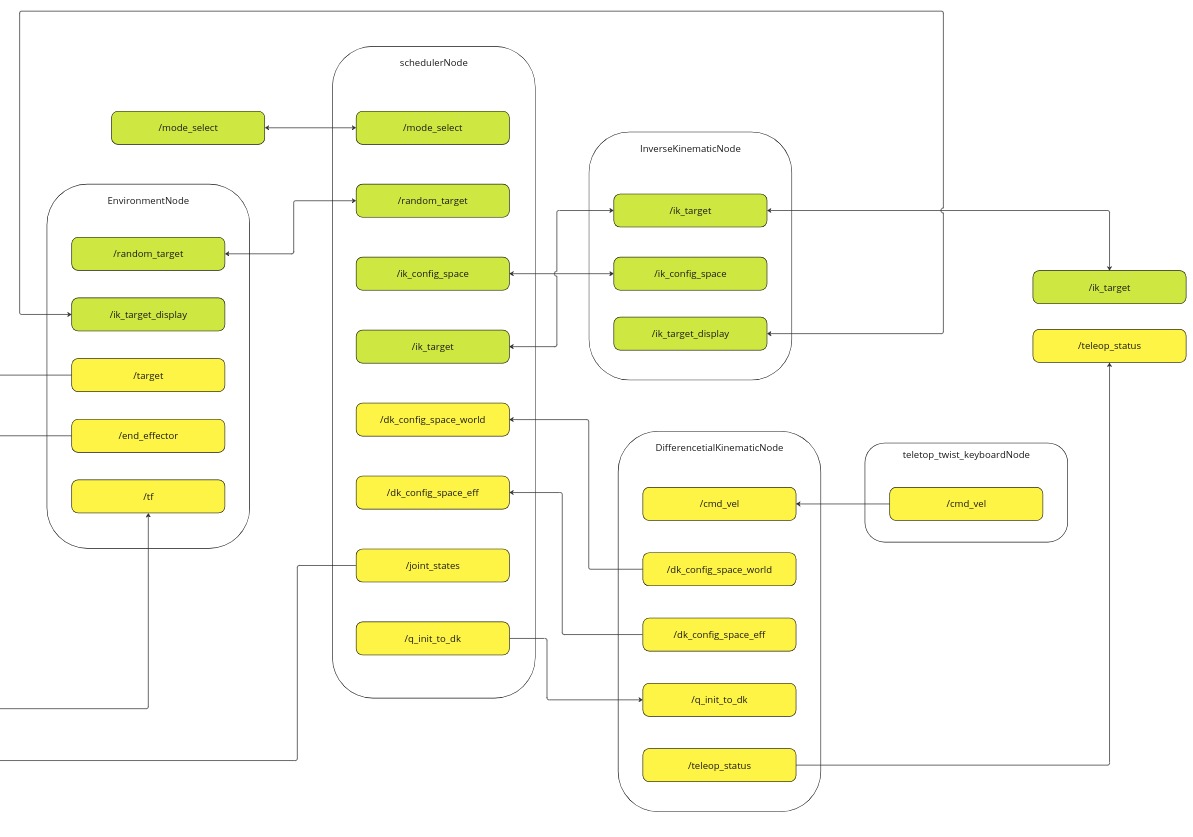 schedulerNode
/mode_select
/mode_select
/random_target
/ik_config_space
/ik_target
/dk_config_space_world
/dk_config_space_eff
/joint_states
/q_init_to_dk
EnvironmentNode
/random_target
/ik_target_display
/target
/end_effector
/tf
InverseKinematicNode
/ik_target
/ik_config_space
/ik_target_display
DifferencetialKinematicNode
/cmd_vel
/dk_config_space_world
/dk_config_space_eff
/q_init_to_dk
/teleop_status
teletop_twist_keyboardNode
/cmd_vel
/ik_target
/teleop_status